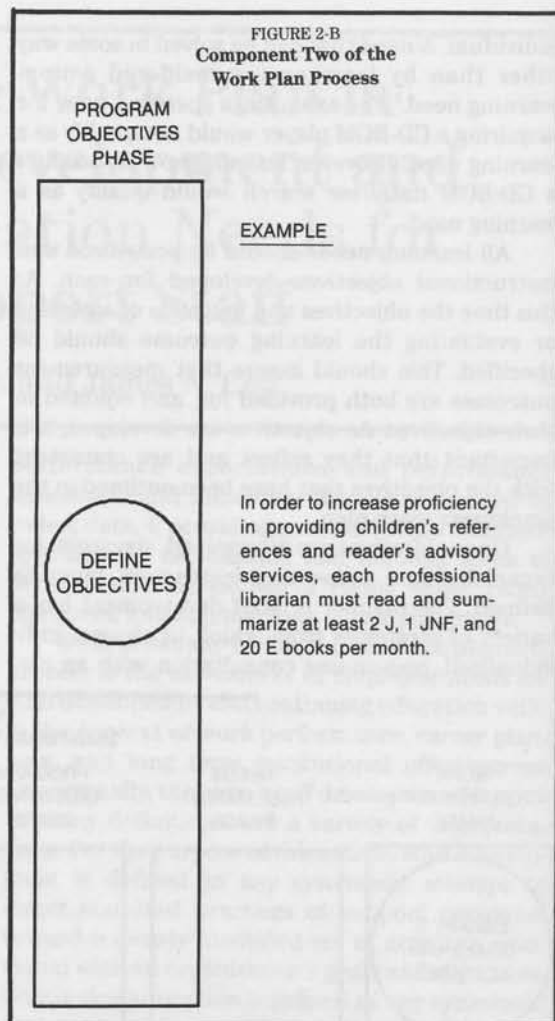 FIGURE 2-B
Component Two of the
Work Plan Process
PROGRAM
OBJECTIVES
PHASE
EXAMPLE
DEFINE
OBJECTIVES
In order to increase proficiency
in providing children's refer-
ences and reader's advisory
services, each professional
librarian must read and sum-
marize at least 2 J, 1 JNF, and
20 E books per month.